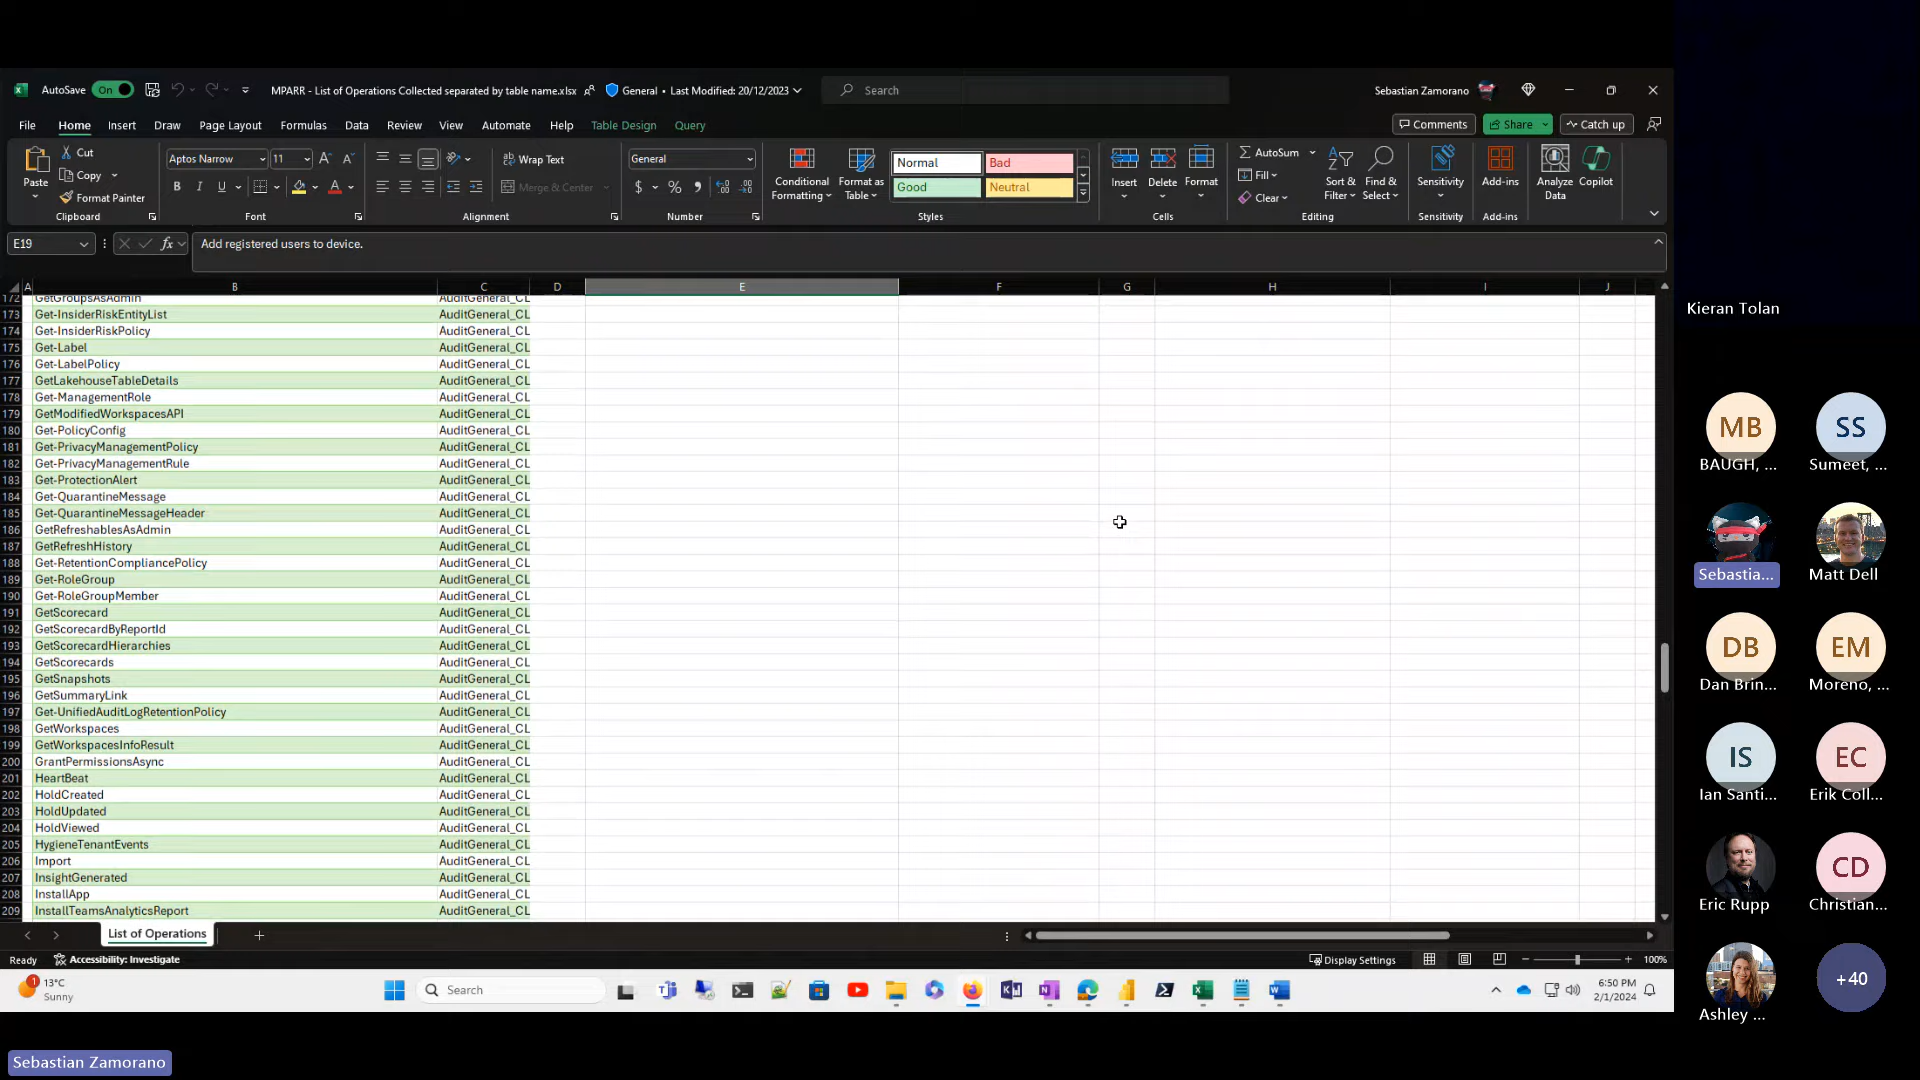 AutoSave On MPARR - List of Operations Collected separated by table name.xlsx General • Last Modified: 20/12/2023 Search Sebastian Zamorano
File Home Insert Draw Page Layout Formulas Data Review View Automate Help Table Design Query Comments Share Catch up
Paste Cut Copy Format Painter Clipboard
Aptos Narrow 11 B I U A Font
Wrap Text Merge & Center Alignment
General $ % Number
Conditional Formatting Format as Table Normal Bad Good Neutral Styles
Insert Delete Format Cells
AutoSum Fill Clear Sort & Filter Find & Select Editing
Sensitivity Sensitivity
Add-ins Add-ins
Analyze Data Copilot
E19 fx Add registered users to device.
A B C D E F G H I J
172 GetGroupsAsAdmin AuditGeneral_CL
173 Get-InsiderRiskEntityList AuditGeneral_CL
174 Get-InsiderRiskPolicy AuditGeneral_CL
175 Get-Label AuditGeneral_CL
176 Get-LabelPolicy AuditGeneral_CL
177 GetLakehouseTableDetails AuditGeneral_CL
178 Get-ManagementRole AuditGeneral_CL
179 GetModifiedWorkspacesAPI AuditGeneral_CL
180 Get-PolicyConfig AuditGeneral_CL
181 Get-PrivacyManagementPolicy AuditGeneral_CL
182 Get-PrivacyManagementRule AuditGeneral_CL
183 Get-ProtectionAlert AuditGeneral_CL
184 Get-QuarantineMessage AuditGeneral_CL
185 Get-QuarantineMessageHeader AuditGeneral_CL
186 GetRefreshablesAsAdmin AuditGeneral_CL
187 GetRefreshHistory AuditGeneral_CL
188 Get-RetentionCompliancePolicy AuditGeneral_CL
189 Get-RoleGroup AuditGeneral_CL
190 Get-RoleGroupMember AuditGeneral_CL
191 GetScorecard AuditGeneral_CL
192 GetScorecardByReportId AuditGeneral_CL
193 GetScorecardHierarchies AuditGeneral_CL
194 GetScorecards AuditGeneral_CL
195 GetSnapshots AuditGeneral_CL
196 GetSummaryLink AuditGeneral_CL
197 Get-UnifiedAuditLogRetentionPolicy AuditGeneral_CL
198 GetWorkspaces AuditGeneral_CL
199 GetWorkspacesInfoResult AuditGeneral_CL
200 GrantPermissionsAsync AuditGeneral_CL
201 HeartBeat AuditGeneral_CL
202 HoldCreated AuditGeneral_CL
203 HoldUpdated AuditGeneral_CL
204 HoldViewed AuditGeneral_CL
205 HygieneTenantEvents AuditGeneral_CL
206 Import AuditGeneral_CL
207 InsightGenerated AuditGeneral_CL
208 InstallApp AuditGeneral_CL
209 InstallTeamsAnalyticsReport AuditGeneral_CL
List of Operations
Ready Accessibility: Investigate Display Settings 100%
1 13°C
Sunny
Search
6:50 PM
2/1/2024
Sebastian Zamorano
Kieran Tolan
MB SS
BAUGH, ... Sumeet, ...
Sebastia... Matt Dell
DB EM
Dan Brin... Moreno, ...
IS EC
Ian Santi... Erik Coll...
CD
Eric Rupp Christian...
+40
Ashley ...